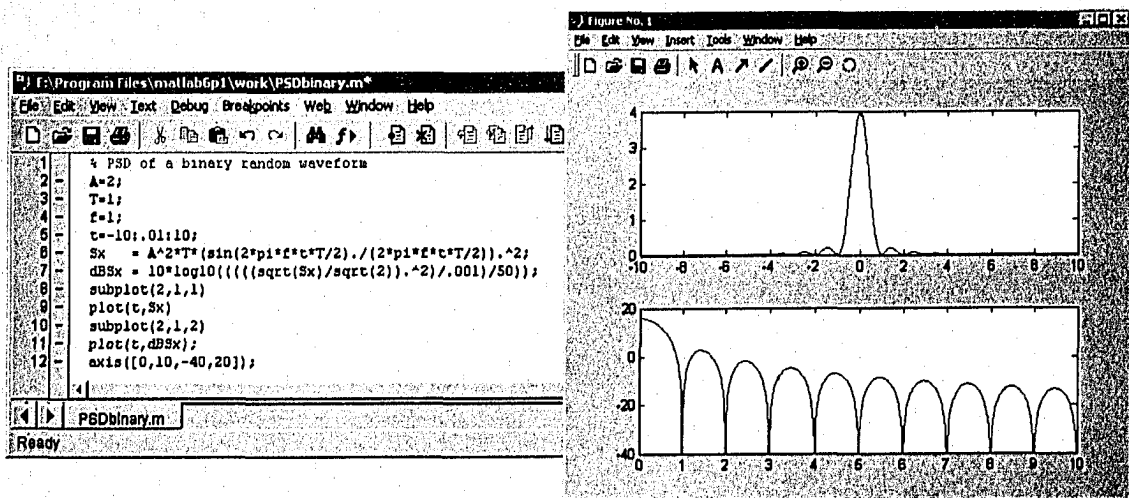 F:\Program Files\matlab6p1\work\PSDbinary.m*
File Edit View Text Debug Breakpoints Web Window Help
1 % PSD of a binary random waveform
2 - A=2;
3 - T=1;
4 - f=1;
5 - t=-10:.01:10;
6 - Sx = A^2*T*(sin(2*pi*f*t*T/2)./(2*pi*f*t*T/2)).^2;
7 - dBSx = 10*log10(((((sqrt(Sx)/sqrt(2)).^2)/.001)/50));
8 - subplot(2,1,1)
9 - plot(t,Sx)
10 - subplot(2,1,2)
11 - plot(t,dBSx);
12 - axis([0,10,-40,20]);
PSDbinary.m
Ready
Figure No. 1
File Edit View Insert Tools Window Help
4
3
2
1
0
-10 -8 -6 -4 -2 0 2 4 6 8 10
20
0
-20
-40
0 1 2 3 4 5 6 7 8 9 10